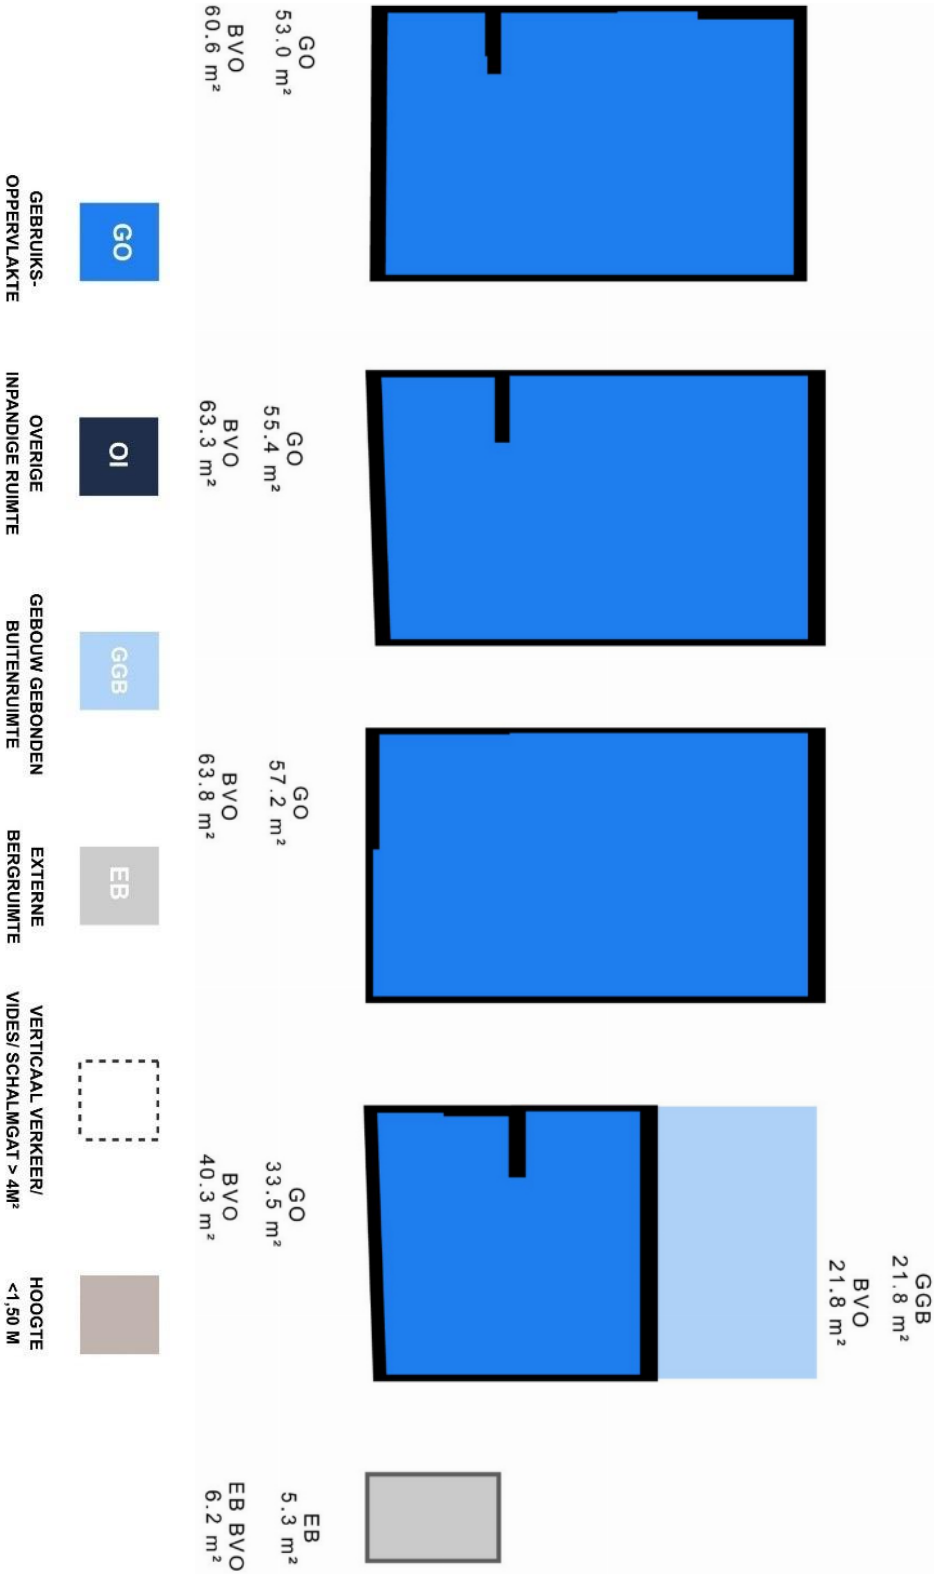 GO
53.0 m²
BVO
60.6 m²
GO
55.4 m²
BVO
63.3 m²
GO
57.2 m²
BVO
63.8 m²
GGB
21.8 m²
BVO
21.8 m²
GO
33.5 m²
BVO
40.3 m²
EB
5.3 m²
EB BVO
6.2 m²
GO
GEBRUIKS-
OPPERVLAKTE
OI
OVERIGE
INPANDIGE RUIMTE
GGB
GEBOUW GEBONDEN
BUITENRUIMTE
EB
EXTERNE
BERGRUIMTE
VERTICAAL VERKEER/
VIDES/ SCHALMGAT > 4M²
HOOGTE
<1,50 M